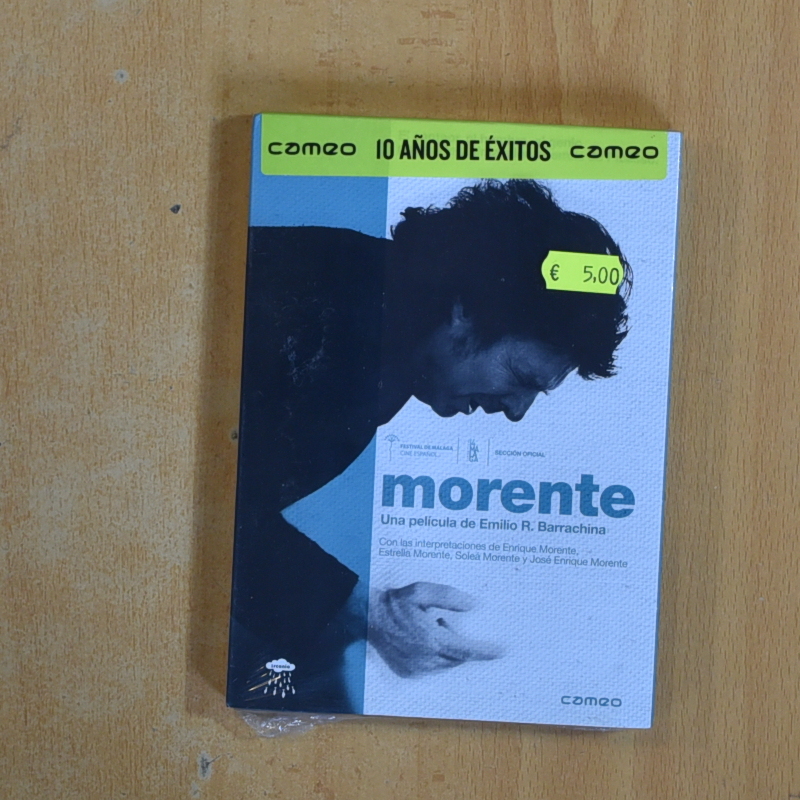 cameo 10 AÑOS DE ÉXITOS cameo
€ 5,00
FESTIVAL DE MÁLAGA
CINE ESPAÑOL
SECCIÓN OFICIAL
morente
Una película de Emilio R. Barrachina
Con las interpretaciones de Enrique Morente,
Estrella Morente, Soleá Morente y José Enrique Morente
cameo